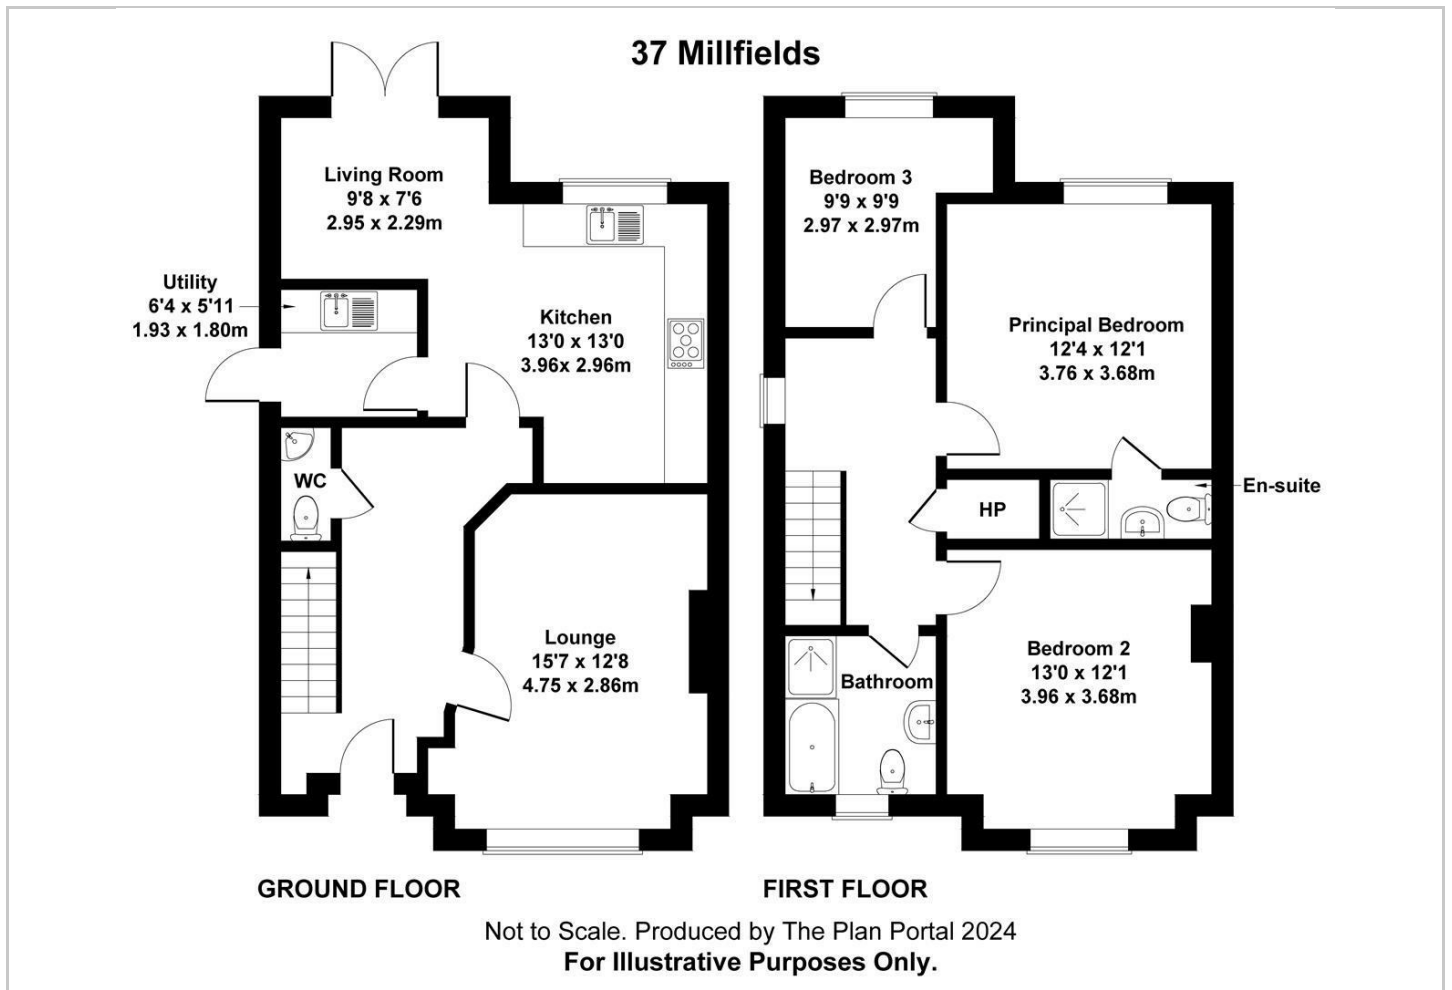 37 Millfields
Living Room
9'8 x 7'6
2.95 x 2.29m
Utility
6'4 x 5'11
1.93 x 1.80m
Kitchen
13'0 x 13'0
3.96x 2.96m
WC
Lounge
15'7 x 12'8
4.75 x 2.86m
GROUND FLOOR
Bedroom 3
9'9 x 9'9
2.97 x 2.97m
Principal Bedroom
12'4 x 12'1
3.76 x 3.68m
En-suite
HP
Bedroom 2
13'0 x 12'1
3.96 x 3.68m
Bathroom
FIRST FLOOR
Not to Scale. Produced by The Plan Portal 2024
For Illustrative Purposes Only.